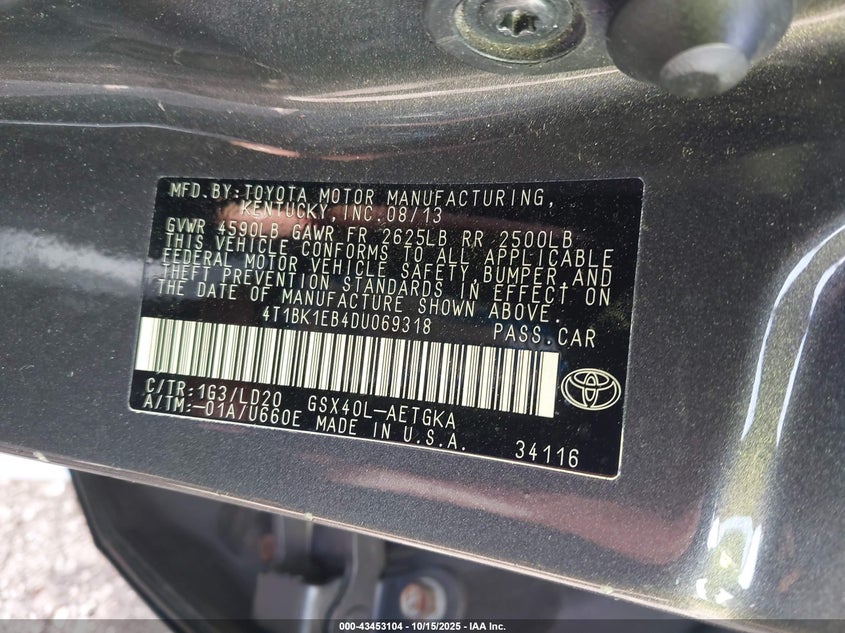 MFD.BY:TOYOTA MOTOR MANUFACTURING,
KENTUCKY,INC.08/13
GVWR 4590LB GAWR FR 2625LB RR 2500LB
THIS VEHICLE CONFORMS TO ALL APPLICABLE
FEDERAL MOTOR VEHICLE SAFETY,BUMPER,AND
THEFT PREVENTION STANDARDS IN EFFECT ON
THE DATE OF MANUFACTURE SHOWN ABOVE.
4T1BK1EB4DU069318 PASS.CAR
C/TR:1G3/LD20 GSX40L-AETGKA
A/TM:-01A/U660E MADE IN U.S.A. 34116
000-43453104 - 10/15/2025 - IAA Inc.